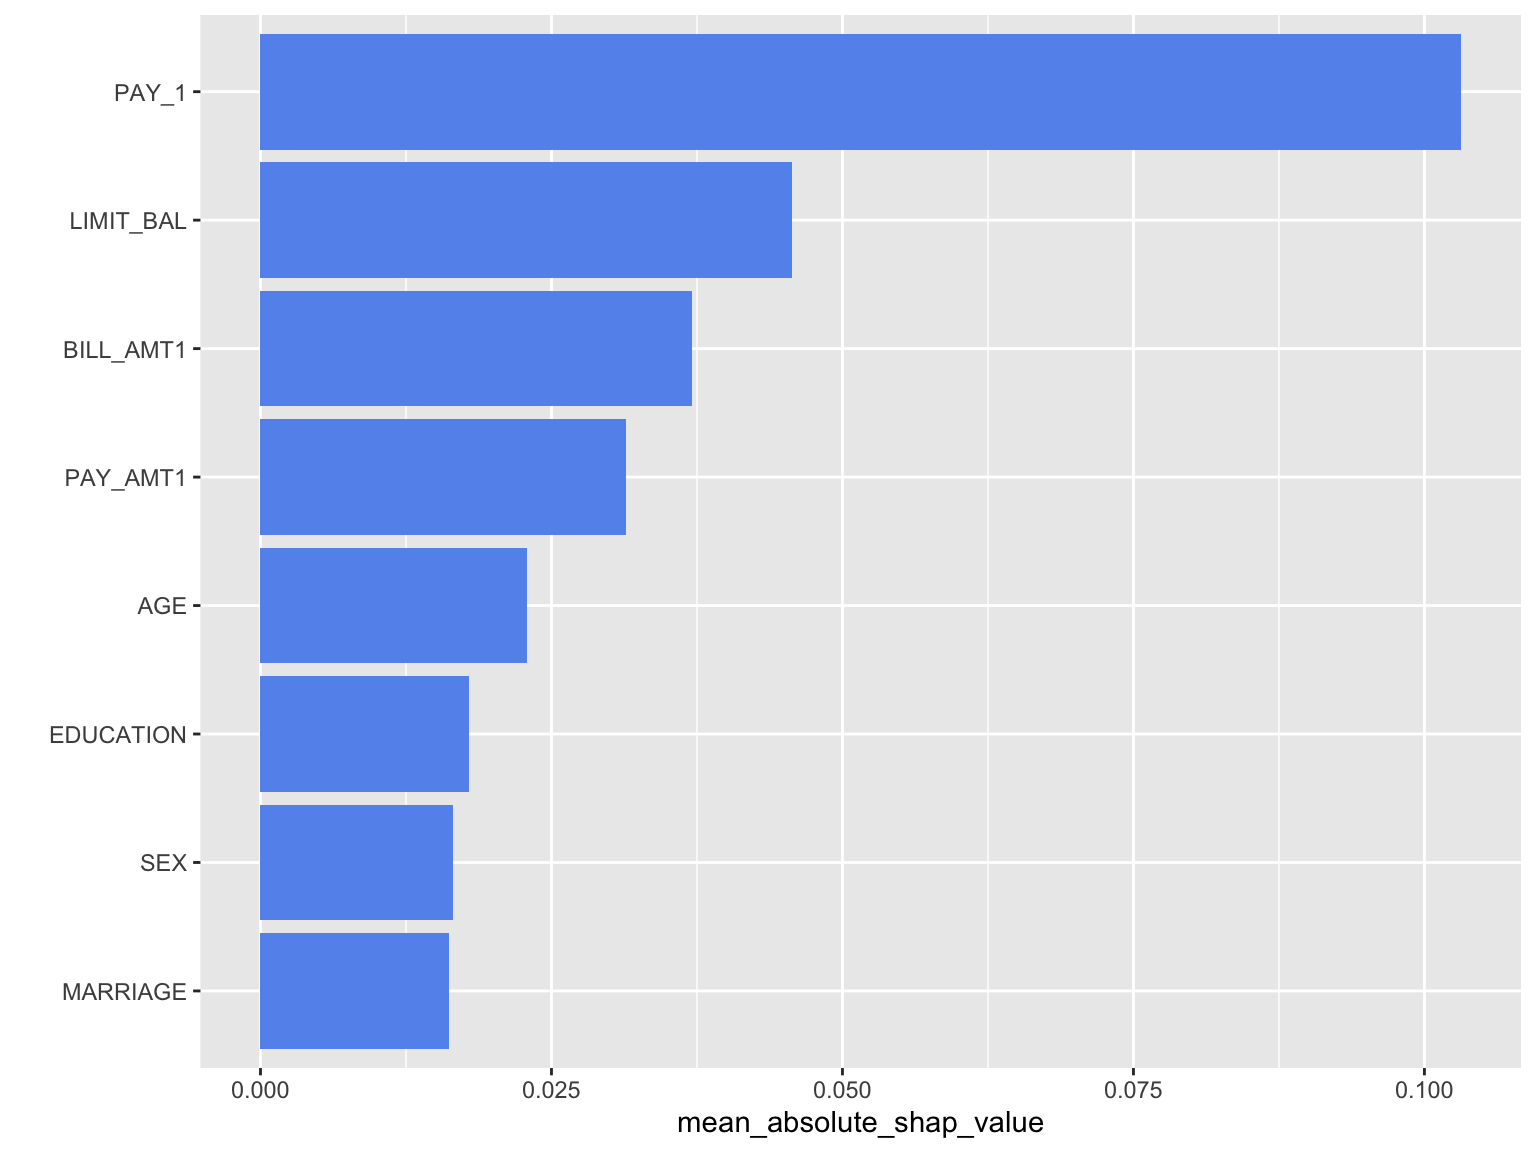 PAY_1
LIMIT_BAL
BILL_AMT1
PAY_AMT1
AGE
EDUCATION
SEX
MARRIAGE
0.000 0.025 0.050 0.075 0.100
mean_absolute_shap_value